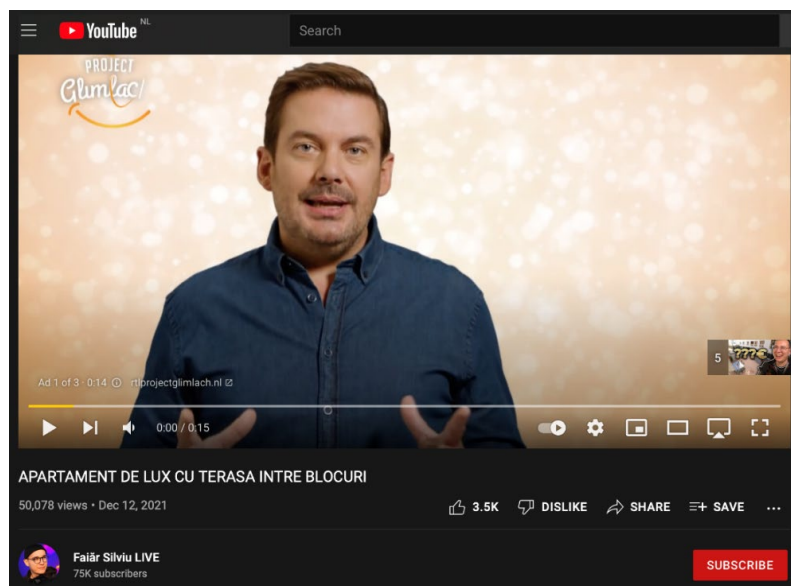 YouTube NL
Search
PROJECT
Glimlach
5
???€
Ad 1 of 3 · 0:14 rtlprojectglimlach.nl
0:00 / 0:15
APARTAMENT DE LUX CU TERASA INTRE BLOCURI
50,078 views • Dec 12, 2021
3.5K DISLIKE SHARE SAVE
Faiăr Silviu LIVE
75K subscribers
SUBSCRIBE